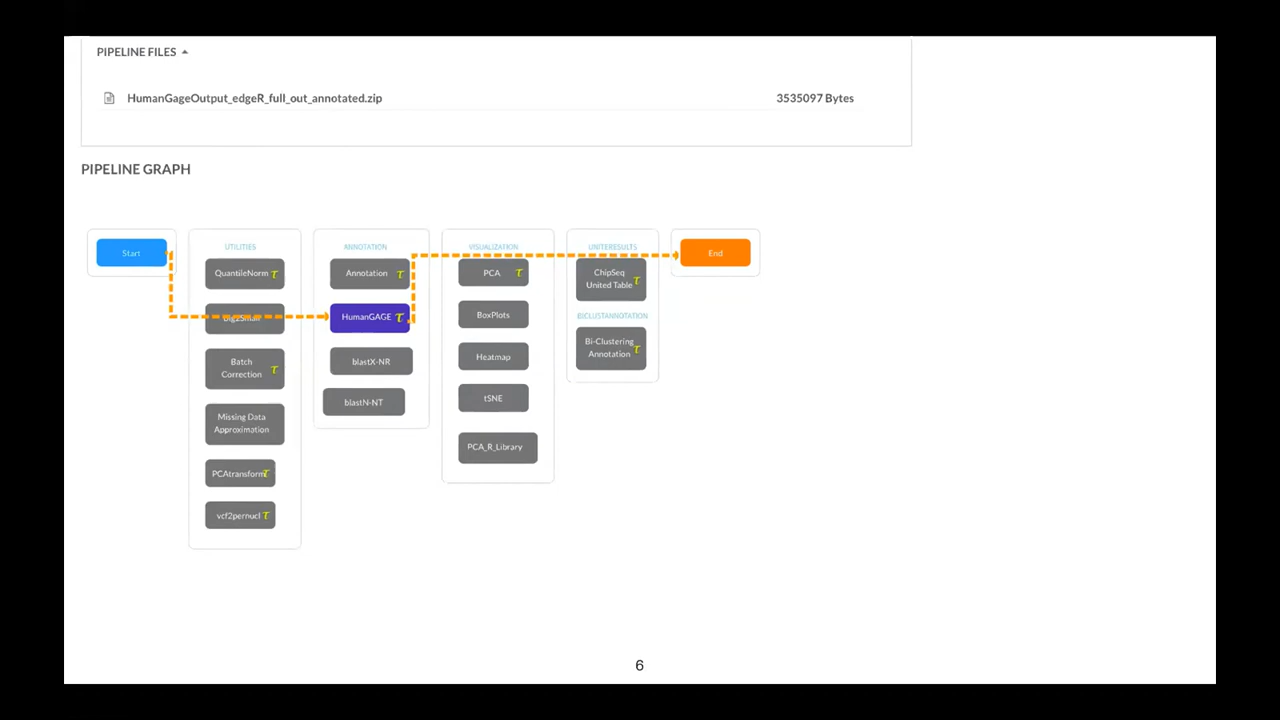 PIPELINE FILES
HumanGageOutput_edgeR_full_out_annotated.zip 3535097 Bytes
PIPELINE GRAPH
Start
UTILITIES
QuantileNorm τ
Batch
Correction τ
Missing Data
Approximation
PCAtransform τ
vcf2pernucl τ
ANNOTATION
Annotation τ
HumanGAGE τ
blastX-NR
blastN-NT
VISUALIZATION
PCA τ
BoxPlots
Heatmap
tSNE
PCA_R_Library
UNITERESULTS
ChipSeq
United Table τ
BICLUSTANNOTATION
Bi-Clustering
Annotation τ
End
6